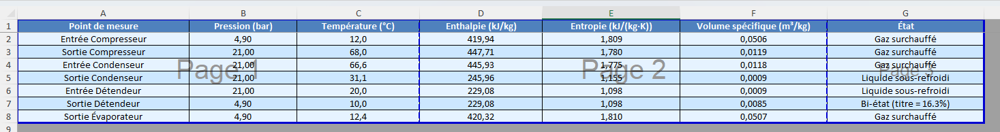 A B C D E F G
1 Point de mesure Pression (bar) Température (°C) Enthalpie (kJ/kg) Entropie (kJ/(kg·K)) Volume spécifique (m³/kg) État
2 Entrée Compresseur 4,90 12,0 419,94 1,809 0,0506 Gaz surchauffé
3 Sortie Compresseur 21,00 68,0 447,71 1,780 0,0119 Gaz surchauffé
4 Entrée Condenseur 21,00 66,6 445,93 1,775 0,0118 Gaz surchauffé
Page 1 Page 2 Page 3
5 Sortie Condenseur 21,00 31,1 245,96 1,155 0,0009 Liquide sous-refroidi
6 Entrée Détendeur 21,00 20,0 229,08 1,098 0,0009 Liquide sous-refroidi
7 Sortie Détendeur 4,90 10,0 229,08 1,098 0,0085 Bi-état (titre = 16.3%)
8 Sortie Évaporateur 4,90 12,4 420,32 1,810 0,0507 Gaz surchauffé
9